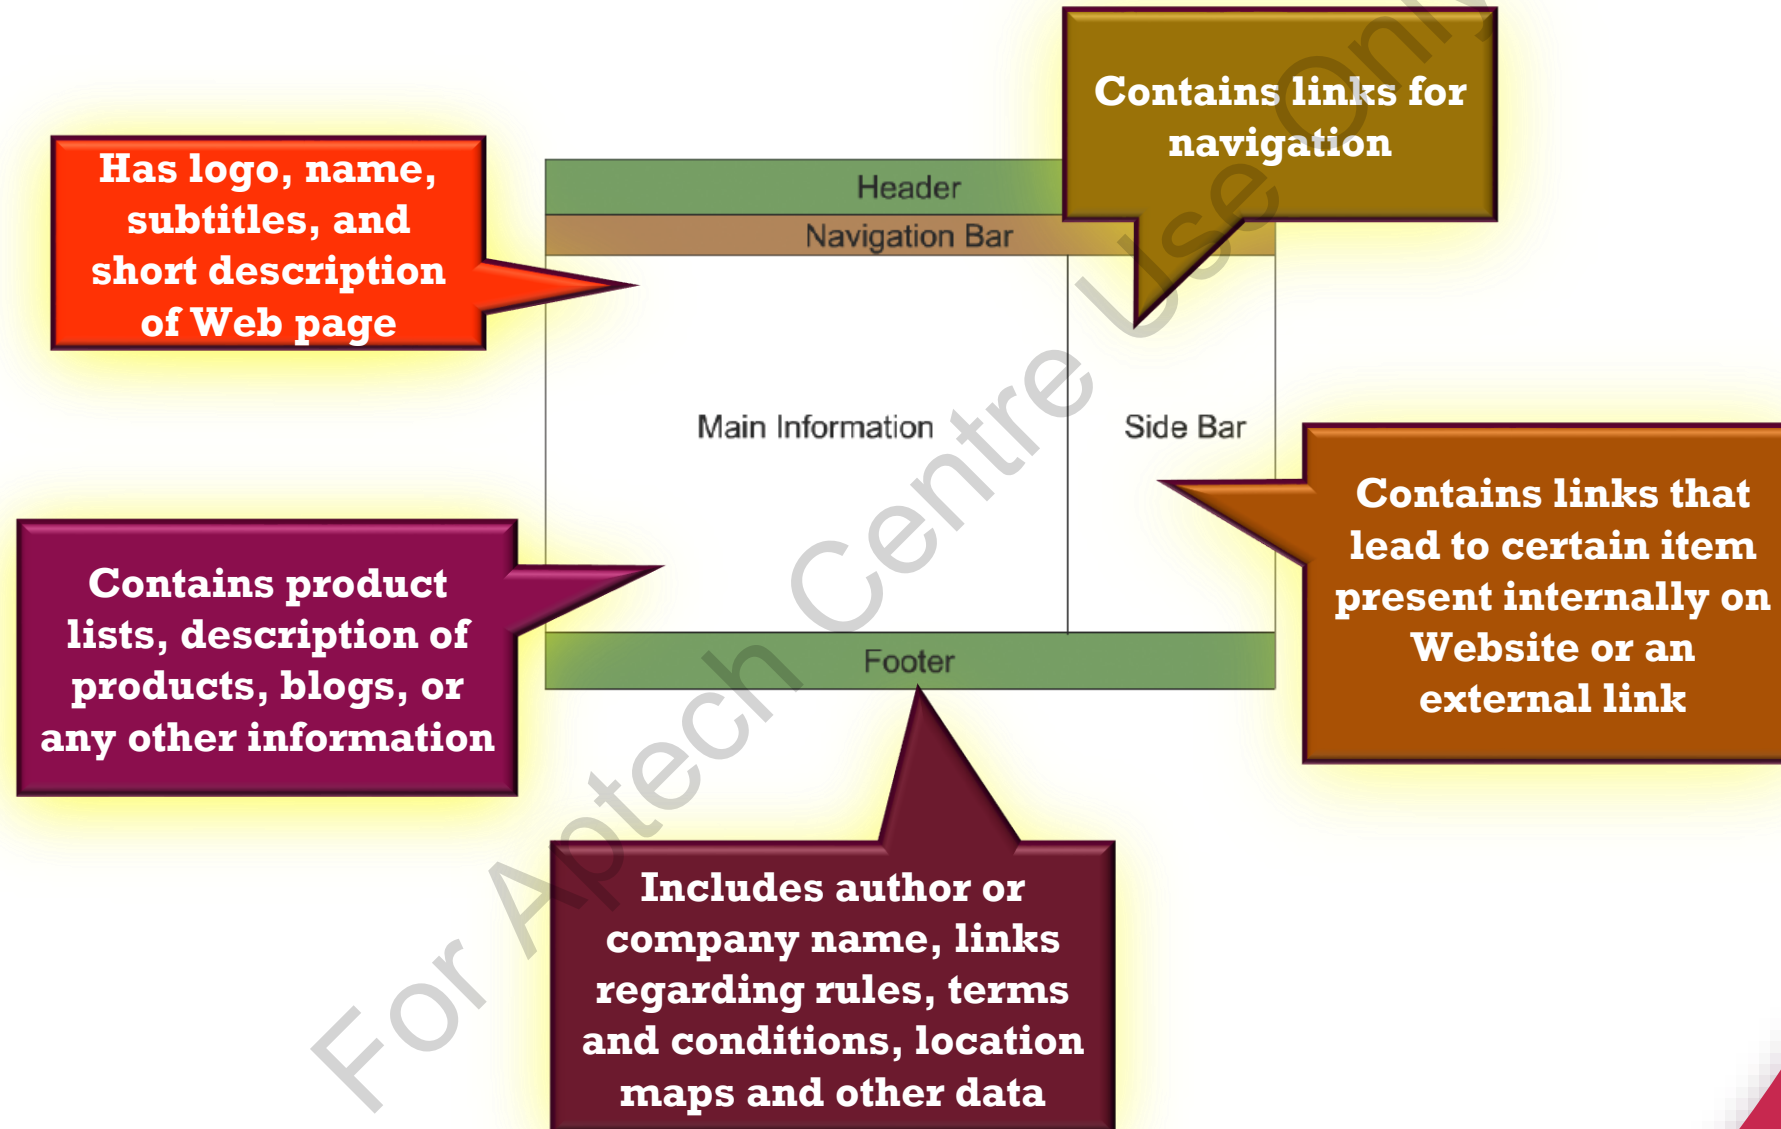 Contains links for
navigation
Has logo, name,
subtitles, and
short description
of Web page
Header
Navigation Bar
Main Information
Side Bar
Contains links that
lead to certain item
present internally on
Website or an
external link
Contains product
lists, description of
products, blogs, or
any other information
Footer
Includes author or
company name, links
regarding rules, terms
and conditions, location
maps and other data
For Aptech Centre Use Only